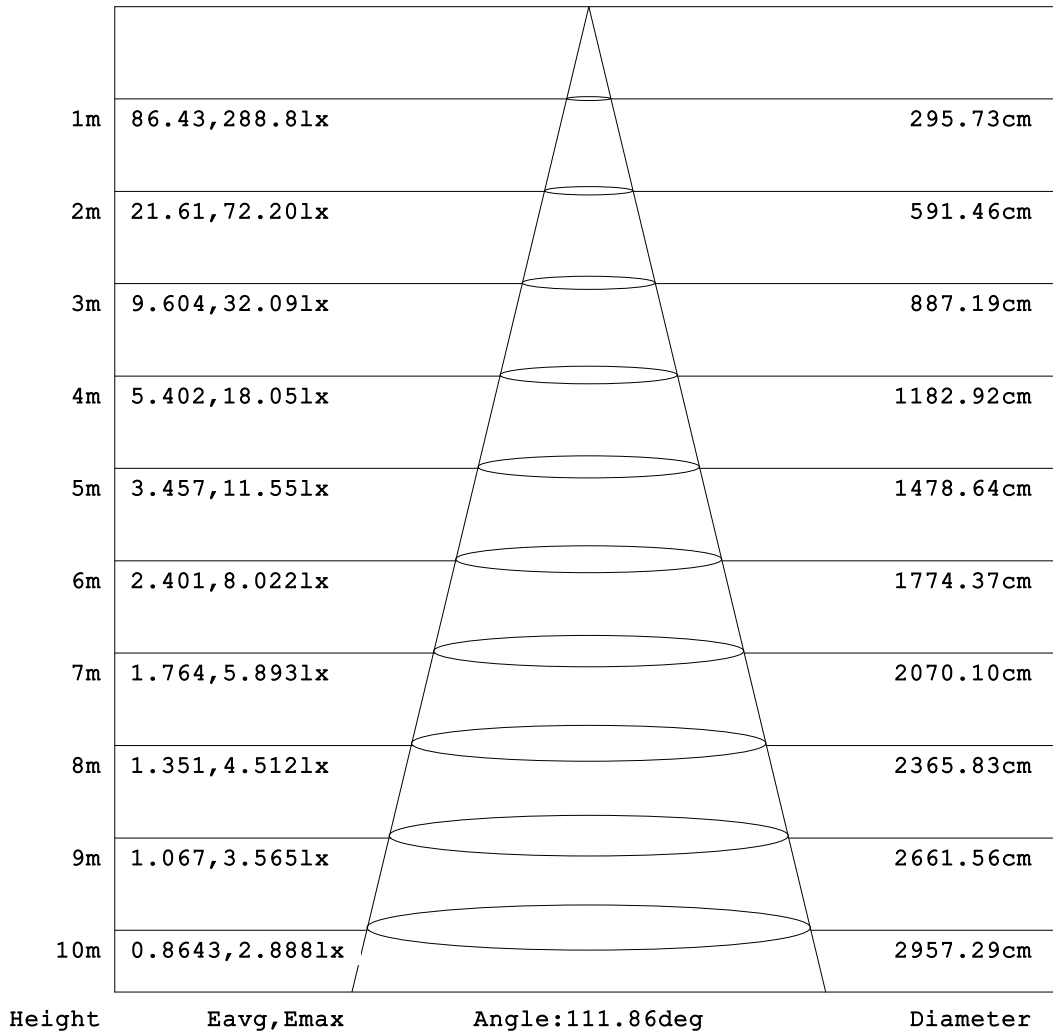 1m 86.43,288.8lx 295.73cm
2m 21.61,72.20lx 591.46cm
3m 9.604,32.09lx 887.19cm
4m 5.402,18.05lx 1182.92cm
5m 3.457,11.55lx 1478.64cm
6m 2.401,8.022lx 1774.37cm
7m 1.764,5.893lx 2070.10cm
8m 1.351,4.512lx 2365.83cm
9m 1.067,3.565lx 2661.56cm
10m 0.8643,2.888lx 2957.29cm
Height Eavg,Emax Angle:111.86deg Diameter